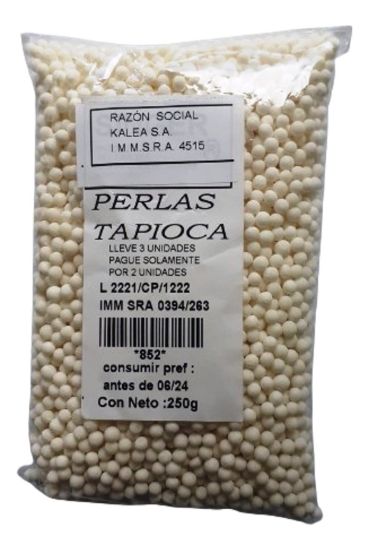 RAZÓN SOCIAL
KALEA S.A.
I M M.S.R.A. 4515
PERLAS
TAPIOCA
LLEVE 3 UNIDADES
PAGUE SOLAMENTE
POR 2 UNIDADES
L 2221/CP/1222
IMM SRA 0394/263
*852*
consumir pref :
antes de 06/24
Con Neto :250g